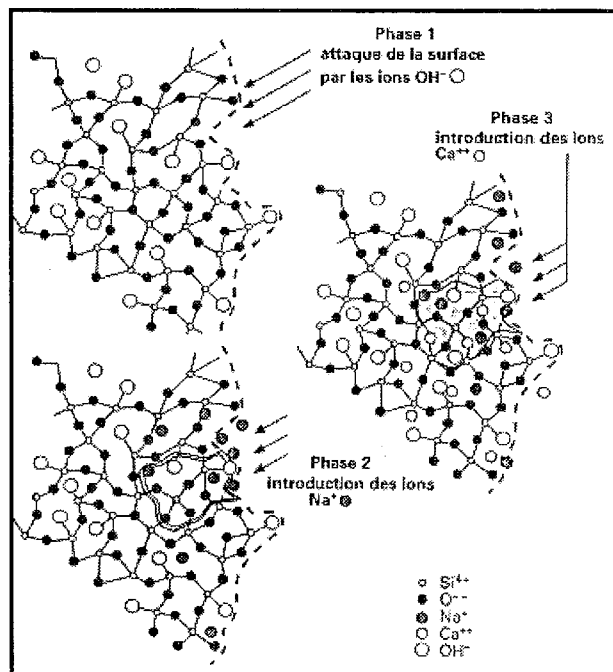 Phase 1
attaque de la surface
par les ions OH⁻
Phase 3
introduction des ions
Ca⁺⁺
Phase 2
introduction des ions
Na⁺
Si⁴⁺
O⁻⁻
Na⁺
Ca⁺⁺
OH⁻